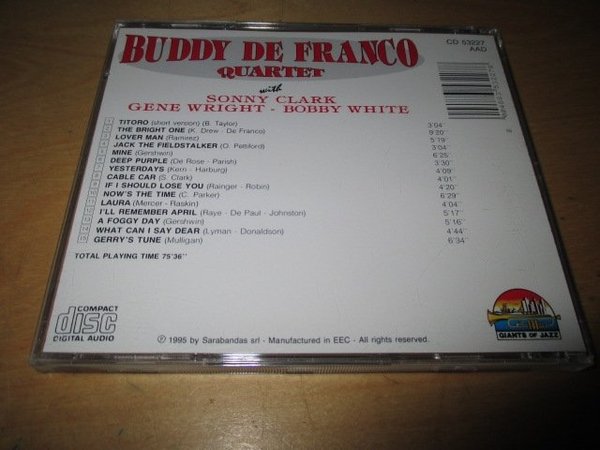 BUDDY DE FRANCO
QUARTET
with
SONNY CLARK
GENE WRIGHT - BOBBY WHITE
CD 53227
AAD
TITORO (short version) (B. Taylor) 3'04"
THE BRIGHT ONE (K. Drew - De Franco) 9'20"
LOVER MAN (Ramirez) 5'19"
JACK THE FIELDSTALKER (O. Pettiford) 3'04"
MINE (Gershwin) 6'25"
DEEP PURPLE (De Rose - Parish) 3'30"
YESTERDAYS (Kern - Harburg) 4'09"
CABLE CAR (S. Clark) 4'01"
IF I SHOULD LOSE YOU (Rainger - Robin) 4'20"
NOW'S THE TIME (C. Parker) 6'29"
LAURA (Mercer - Raskin) 4'04"
I'LL REMEMBER APRIL (Raye - De Paul - Johnston) 5'17"
A FOGGY DAY (Gershwin) 5'16"
WHAT CAN I SAY DEAR (Lyman - Donaldson) 4'44"
GERRY'S TUNE (Mulligan) 6'34"
TOTAL PLAYING TIME 75'36"
COMPACT
disc
DIGITAL AUDIO
℗ 1995 by Sarabandas srl - Manufactured in EEC - All rights reserved.
GIANTS OF JAZZ